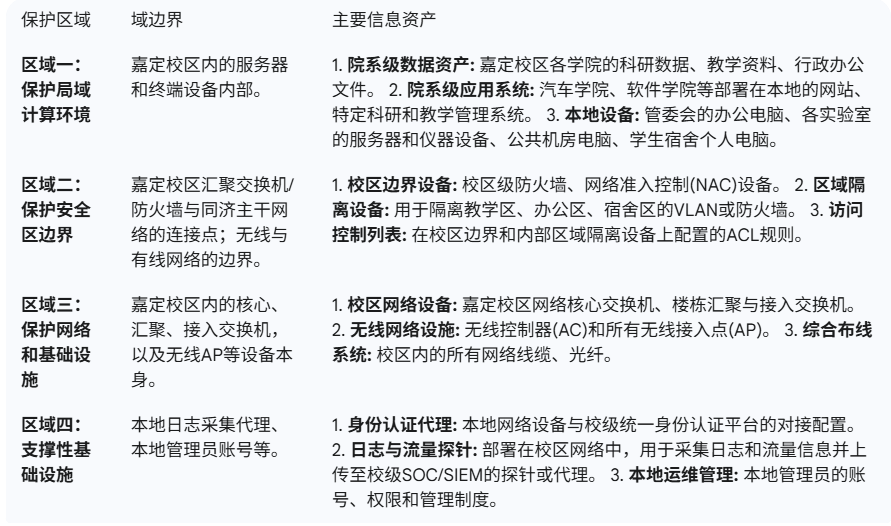 保护区域 域边界 主要信息资产
区域一： 嘉定校区内的服务器 1. 院系级数据资产: 嘉定校区各学院的科研数据、教学资料、行政办公
保护局域 和终端设备内部。 文件。 2. 院系级应用系统: 汽车学院、软件学院等部署在本地的网站、
计算环境 特定科研和教学管理系统。 3. 本地设备: 管委会的办公电脑、各实验室
的服务器和仪器设备、公共机房电脑、学生宿舍个人电脑。
区域二： 嘉定校区汇聚交换机/ 1. 校区边界设备: 校区级防火墙、网络准入控制(NAC)设备。 2. 区域隔
保护安全 防火墙与同济主干网 离设备: 用于隔离教学区、办公区、宿舍区的VLAN或防火墙。 3. 访问
区边界 络的连接点；无线与 控制列表: 在校区边界和内部区域隔离设备上配置的ACL规则。
有线网络的边界。
区域三： 嘉定校区内的核心、 1. 校区网络设备: 嘉定校区网络核心交换机、楼栋汇聚与接入交换机。
保护网络 汇聚、接入交换机， 2. 无线网络设施: 无线控制器(AC)和所有无线接入点(AP)。 3. 综合布线
和基础设 以及无线AP等设备本 系统: 校区内的所有网络线缆、光纤。
施 身。
区域四： 本地日志采集代理、 1. 身份认证代理: 本地网络设备与校级统一身份认证平台的对接配置。
支撑性基 本地管理员账号等。 2. 日志与流量探针: 部署在校区网络中，用于采集日志和流量信息并上
础设施 传至校级SOC/SIEM的探针或代理。 3. 本地运维管理: 本地管理员的账
号、权限和管理制度。